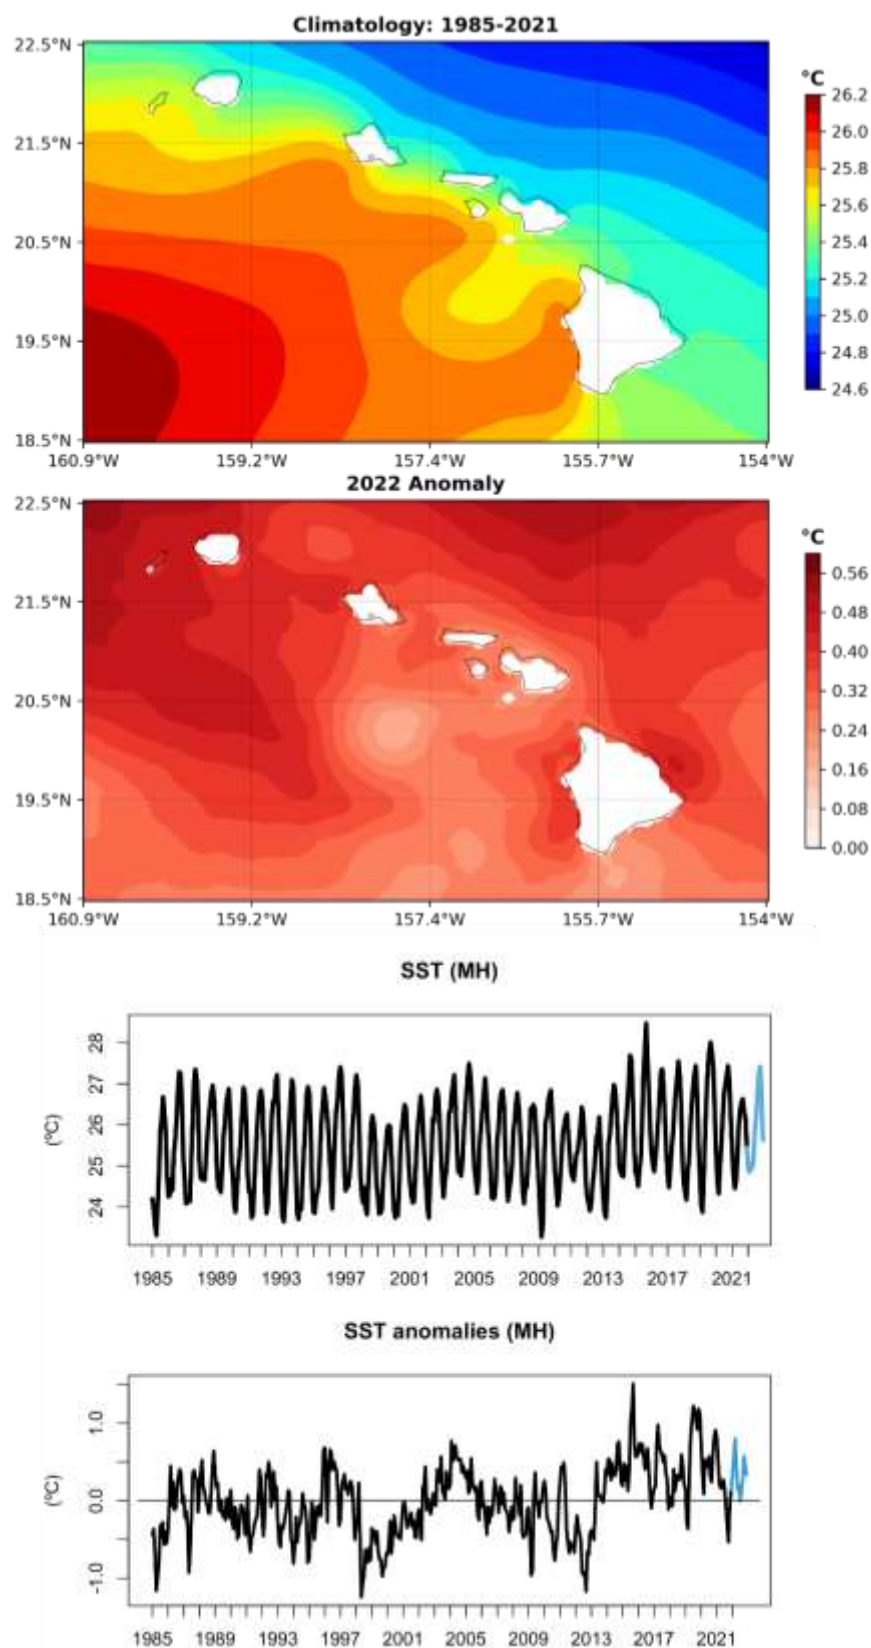 Climatology: 1985-2021
22.5°N
21.5°N
20.5°N
19.5°N
18.5°N
160.9°W 159.2°W 157.4°W 155.7°W 154°W
°C
26.2
26.0
25.8
25.6
25.4
25.2
25.0
24.8
24.6
2022 Anomaly
22.5°N
21.5°N
20.5°N
19.5°N
18.5°N
160.9°W 159.2°W 157.4°W 155.7°W 154°W
°C
0.56
0.48
0.40
0.32
0.24
0.16
0.08
0.00
SST (MH)
(ºC)
28
27
26
25
24
1985 1989 1993 1997 2001 2005 2009 2013 2017 2021
SST anomalies (MH)
(ºC)
1.0
0.0
-1.0
1985 1989 1993 1997 2001 2005 2009 2013 2017 2021